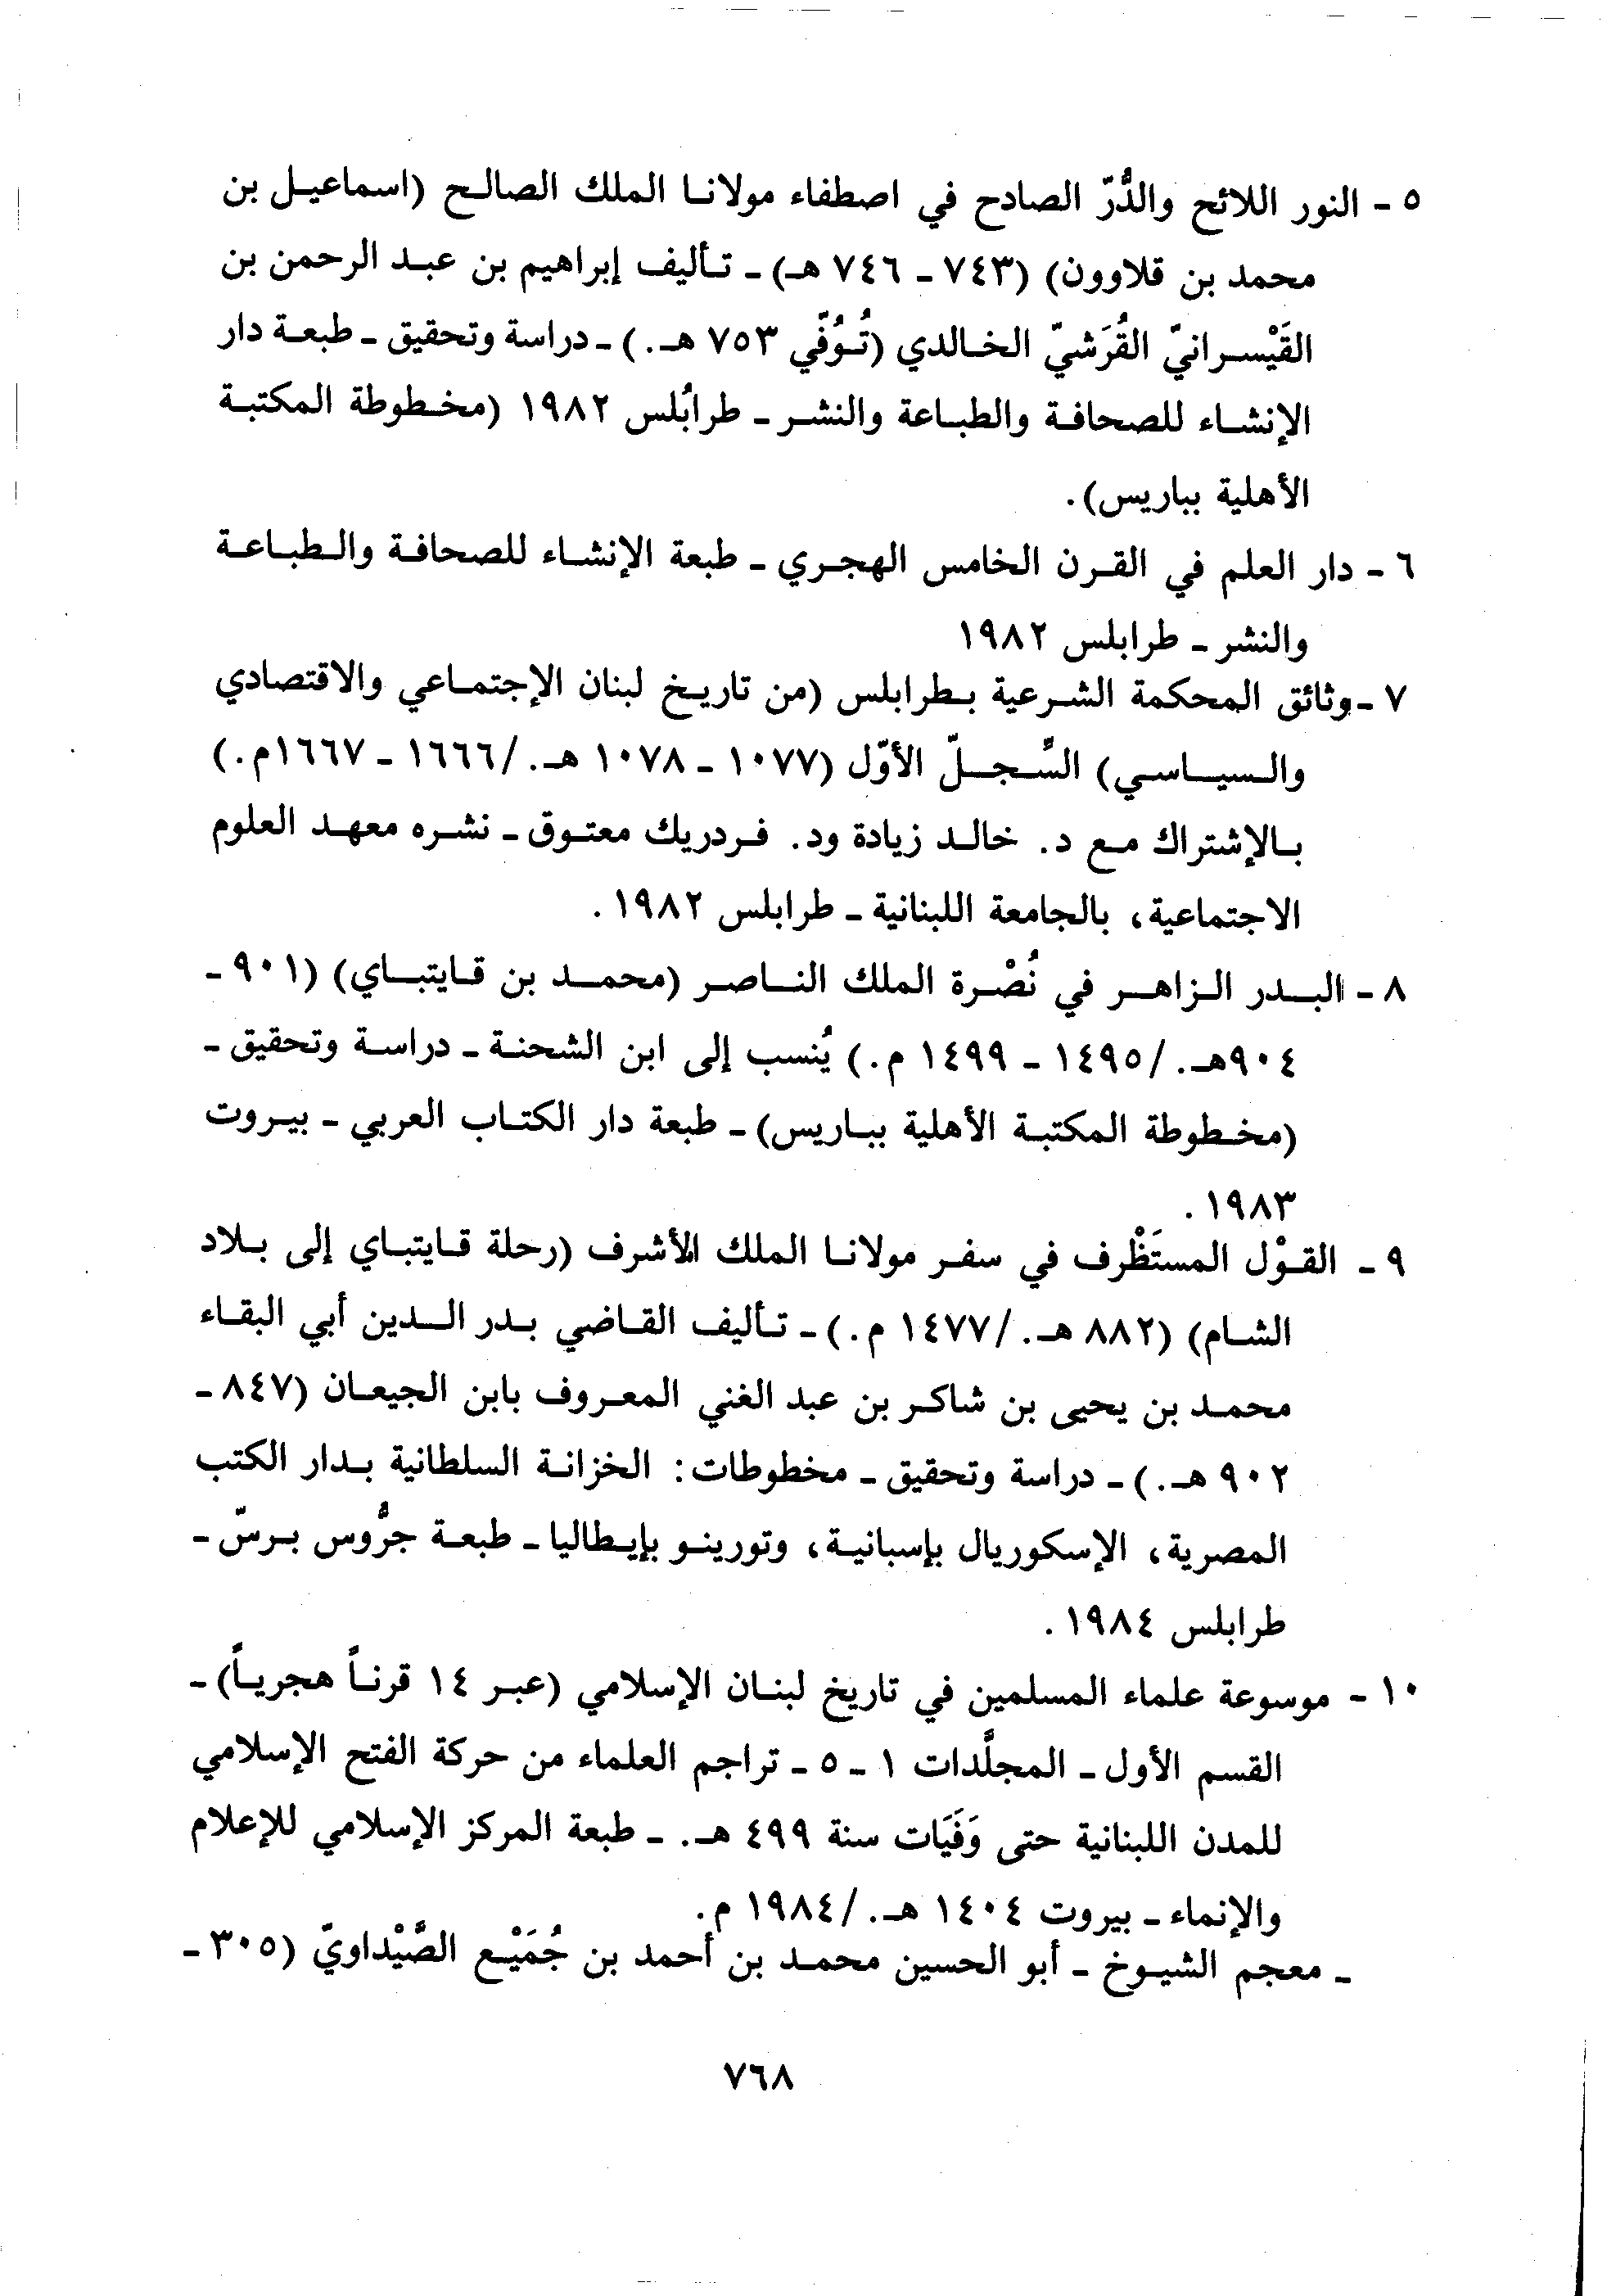 ٥ - النور اللائح والدُّرّ الصادح في اصطفاء مولانا الملك الصالح (اسماعيل بن
محمد بن قلاوون) (٧٤٣ - ٧٤٦ هـ) - تأليف إبراهيم بن عبد الرحمن بن
القَيْسرانيّ القُرَشيّ الخالدي (تُوُفّي ٧٥٣ هـ.) - دراسة وتحقيق - طبعة دار
الإنشاء للصحافة والطباعة والنشر - طرابُلس ١٩٨٢ (مخطوطة المكتبة
الأهلية بباريس).
٦ - دار العلم في القرن الخامس الهجري - طبعة الإنشاء للصحافة والطباعة
والنشر - طرابلس ١٩٨٢
٧ - وثائق المحكمة الشرعية بطرابلس (من تاريخ لبنان الإجتماعي والاقتصادي
والسياسي) السِّجلّ الأوّل (١٠٧٧ - ١٠٧٨ هـ./١٦٦٦ - ١٦٦٧م.)
بالإشتراك مع د. خالد زيادة ود. فردريك معتوق - نشره معهد العلوم
الاجتماعية، بالجامعة اللبنانية - طرابلس ١٩٨٢.
٨ - البدر الزاهر في نُصْرة الملك الناصر (محمد بن قايتباي) (٩٠١ -
٩٠٤هـ./١٤٩٥ - ١٤٩٩ م.) يُنسب إلى ابن الشحنة - دراسة وتحقيق -
(مخطوطة المكتبة الأهلية بباريس) - طبعة دار الكتاب العربي - بيروت
١٩٨٣.
٩ - القوْل المستَظْرف في سفر مولانا الملك الأشرف (رحلة قايتباي إلى بلاد
الشام) (٨٨٢ هـ./١٤٧٧ م.) - تأليف القاضي بدر الدين أبي البقاء
محمد بن يحيى بن شاكر بن عبد الغني المعروف بابن الجيعان (٨٤٧ -
٩٠٢ هـ.) - دراسة وتحقيق - مخطوطات: الخزانة السلطانية بدار الكتب
المصرية، الإسكوريال بإسبانية، وتورينو بإيطاليا - طبعة جرُّوس برسّ -
طرابلس ١٩٨٤.
١٠ - موسوعة علماء المسلمين في تاريخ لبنان الإسلامي (عبر ١٤ قرناً هجرياً) -
القسم الأول - المجلَّدات ١ - ٥ - تراجم العلماء من حركة الفتح الإسلامي
للمدن اللبنانية حتى وَفَيَات سنة ٤٩٩ هـ. - طبعة المركز الإسلامي للإعلام
والإنماء - بيروت ١٤٠٤ هـ./١٩٨٤ م.
- معجم الشيوخ - أبو الحسين محمد بن أحمد بن جُمَيْع الصَّيْداويّ (٣٠٥ -
٧٦٨